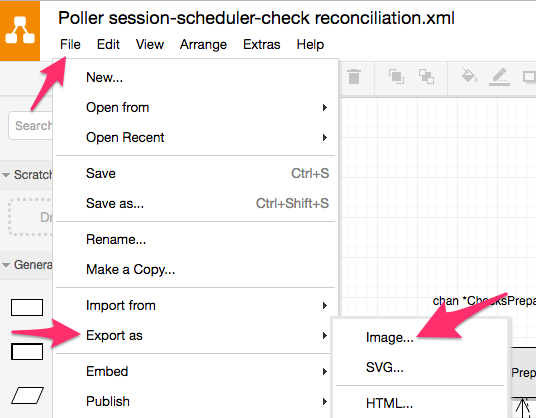 Poller session-scheduler-check reconciliation.xml
File Edit View Arrange Extras Help
New...
Open from
Search
Open Recent
Scratch
Save Ctrl+S
Save as... Ctrl+Shift+S
Rename...
General
Make a Copy...
Import from
chan *ChecksPrepa
Export as
Image...
SVG...
Embed
Prep
Publish
HTML...